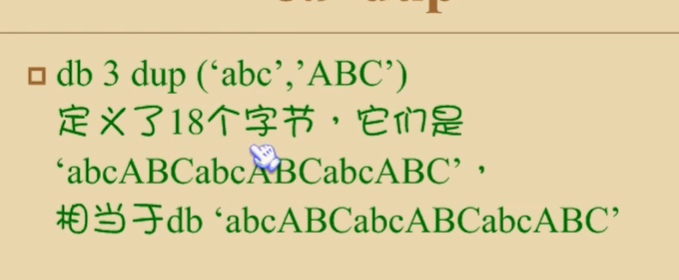 db 3 dup (‘abc’,’ABC’)
定义了18个字节，它们是
‘abcABCabcABCabcABC’，
相当于db ‘abcABCabcABCabcABC’